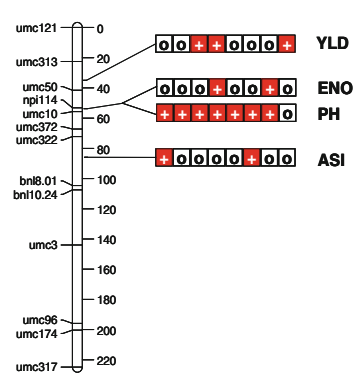 umc121
0
o o + + o o o + YLD
umc313
20
umc50
40
o o o + o o + o ENO
npi114
umc10
60
+ + + + + + + o PH
umc372
umc322
80
+ o o o o + o o ASI
bnl8.01
100
bnl10.24
120
umc3
140
160
180
umc96
200
umc174
220
umc317